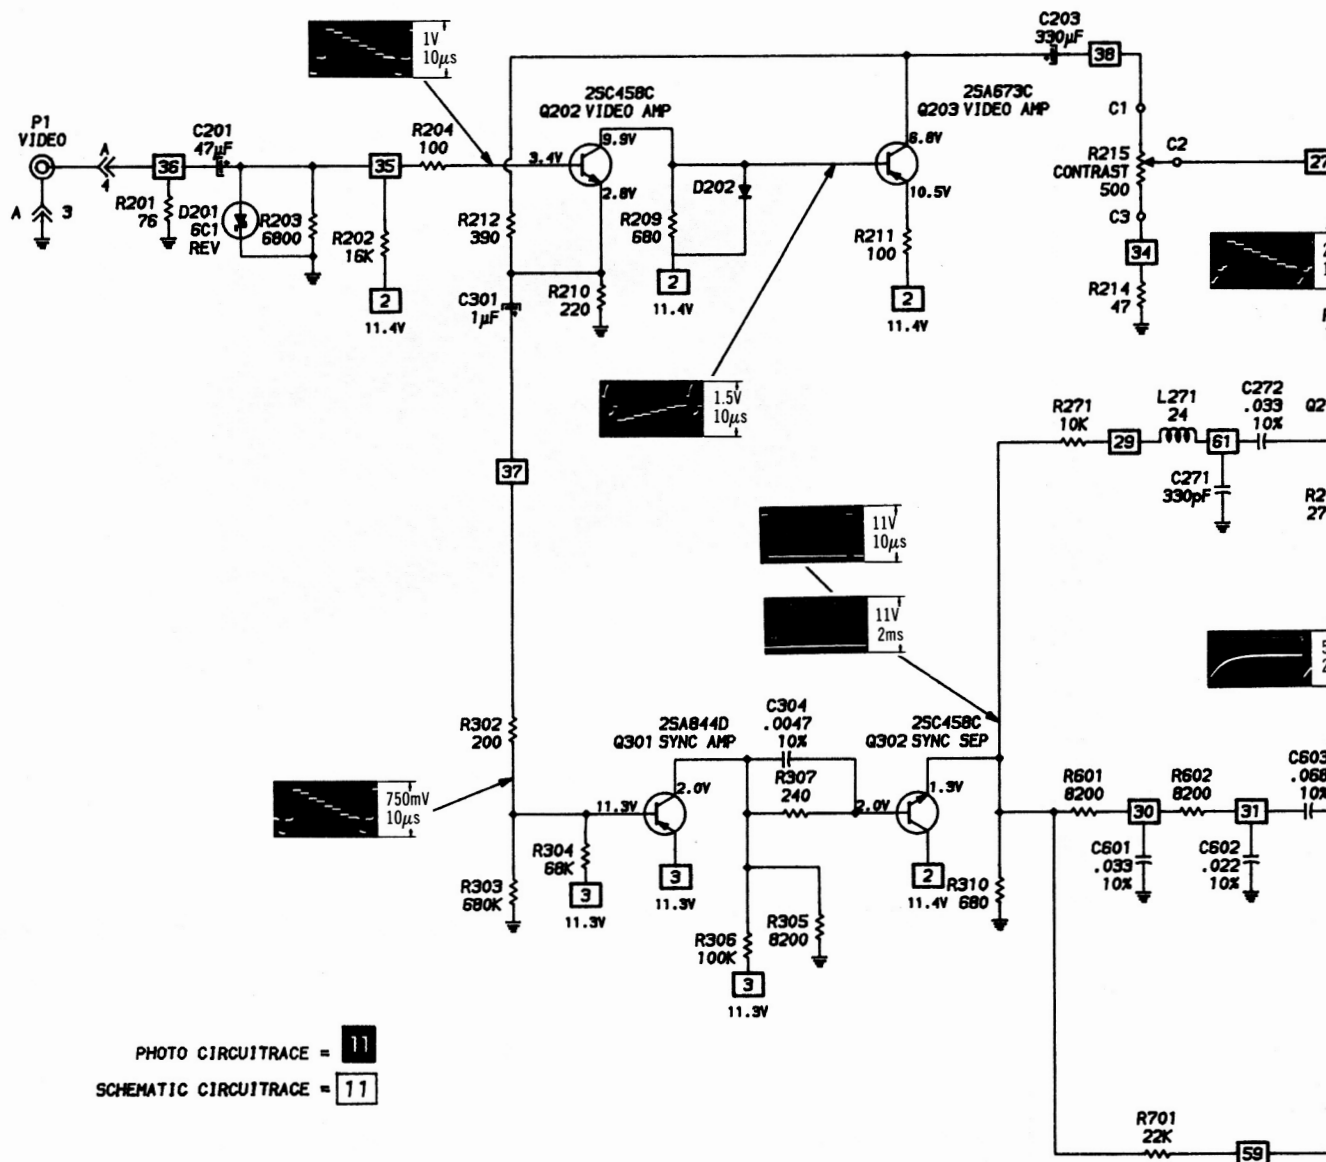 1V
10μs
C203
330μF
38
2SC458C
Q202 VIDEO AMP
2SA673C
Q203 VIDEO AMP
P1
VIDEO
C201
47μF
R204
100
9.9V
6.8V
C1
A
36
35
3.4V
C2
R215
CONTRAST
500
27
4
A 3
R201
76
D201
6C1
REV
R203
6800
R202
16K
R212
390
2.8V
R209
680
D202
10.5V
R211
100
C3
34
2
11.4V
C301
1μF
R210
220
2
11.4V
2
11.4V
R214
47
1.5V
10μs
R271
10K
L271
24
C272
.033
10%
29
61
37
C271
330pF
11V
10μs
11V
2ms
R302
200
2SA844D
Q301 SYNC AMP
C304
.0047
10%
2SC458C
Q302 SYNC SEP
C603
.068
10%
750mV
10μs
2.0V
11.3V
R307
240
2.0V
1.3V
R601
8200
R602
8200
30
31
R304
68K
C601
.033
10%
C602
.022
10%
R303
680K
3
11.3V
3
11.3V
2
11.4V
R310
680
R306
100K
R305
8200
3
11.3V
PHOTO CIRCUITRACE = 11
SCHEMATIC CIRCUITRACE = 11
R701
22K
59